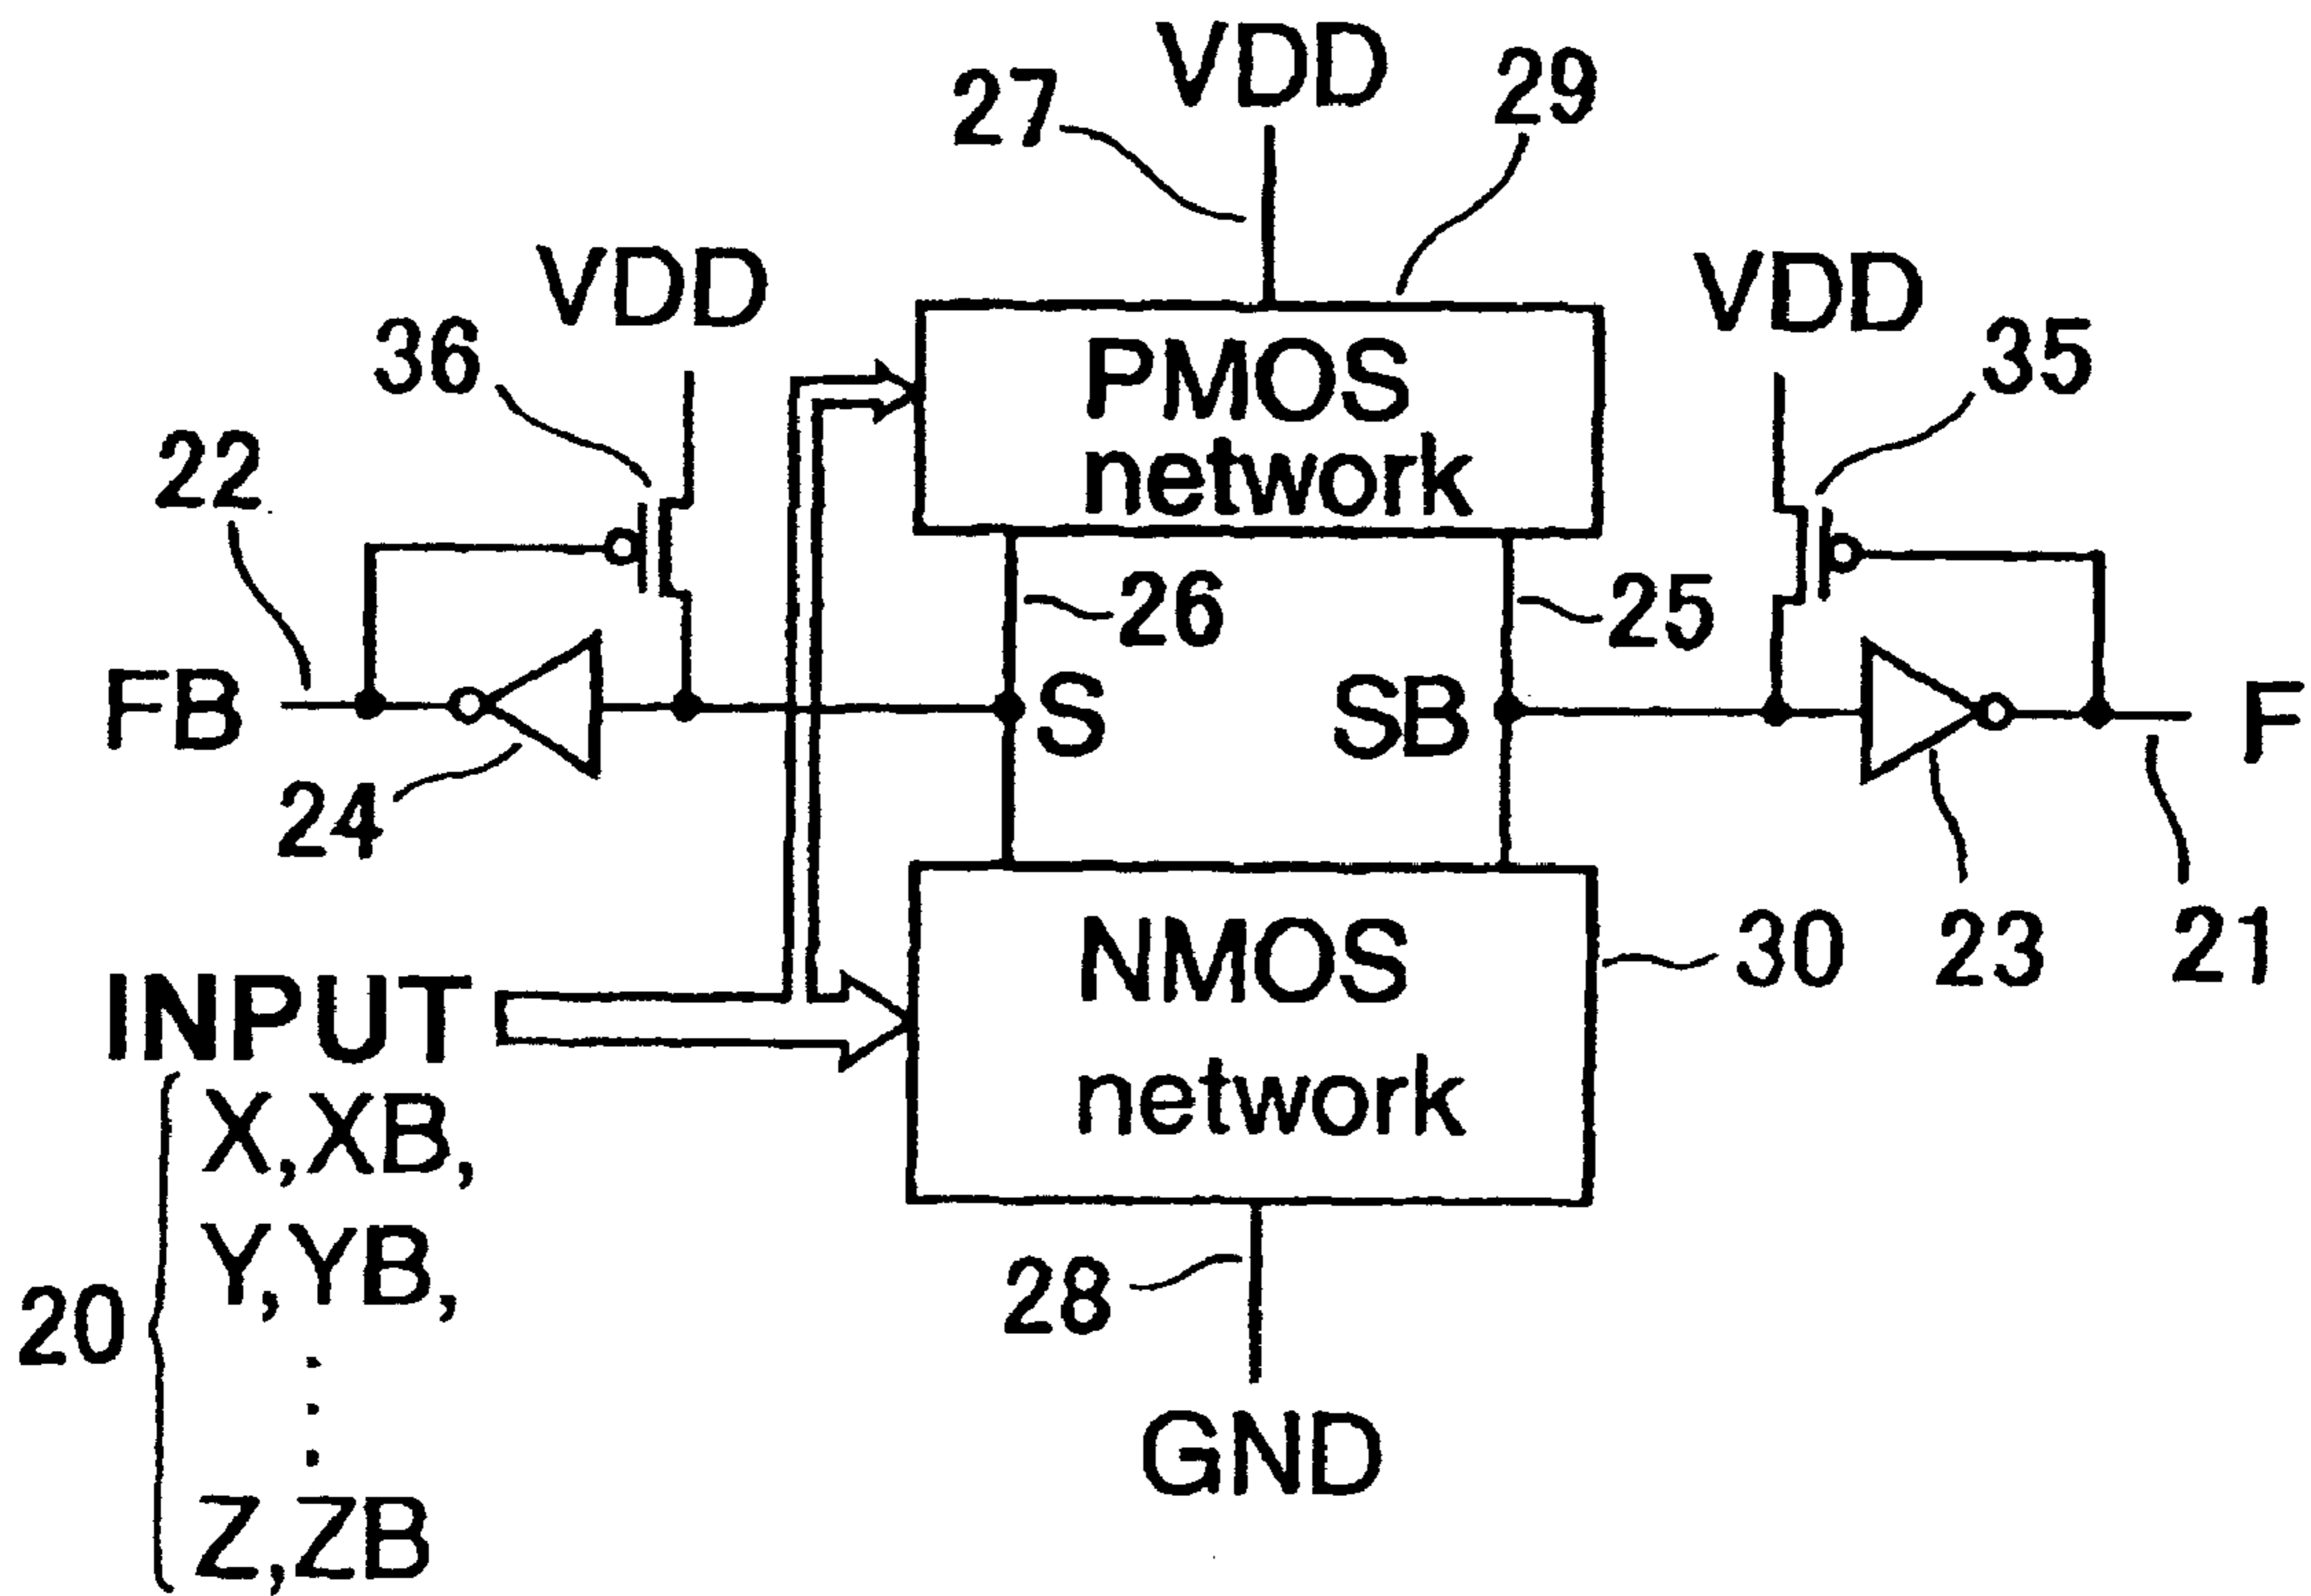 VDD
27
29
VDD
VDD
36
35
PMOS
network
22
26
25
FB
S
SB
F
24
INPUT
NMOS
network
30
23
21
X,XB,
Y,YB,
20
28
Z,ZB
GND